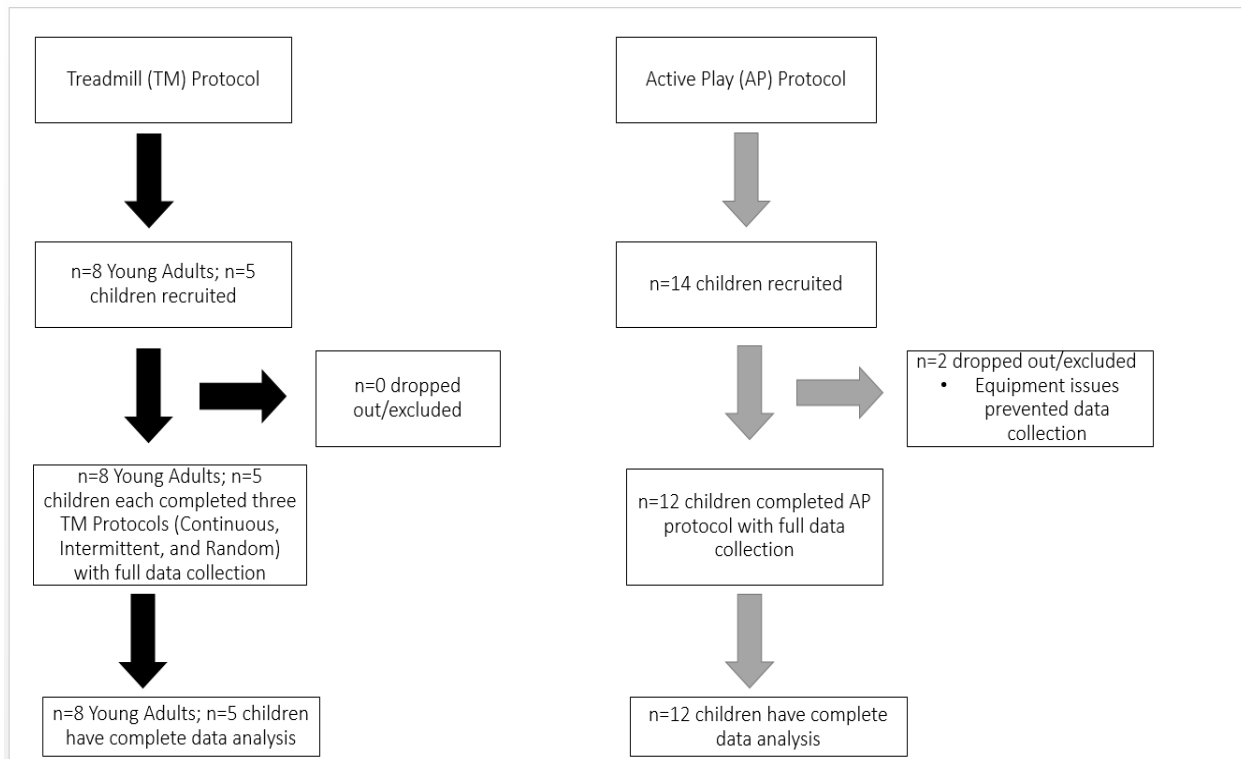 Treadmill (TM) Protocol
n=8 Young Adults; n=5
children recruited
n=0 dropped
out/excluded
n=8 Young Adults; n=5
children each completed three
TM Protocols (Continuous,
Intermittent, and Random)
with full data collection
n=8 Young Adults; n=5 children
have complete data analysis
Active Play (AP) Protocol
n=14 children recruited
n=2 dropped out/excluded
• Equipment issues
prevented data
collection
n=12 children completed AP
protocol with full data
collection
n=12 children have complete
data analysis